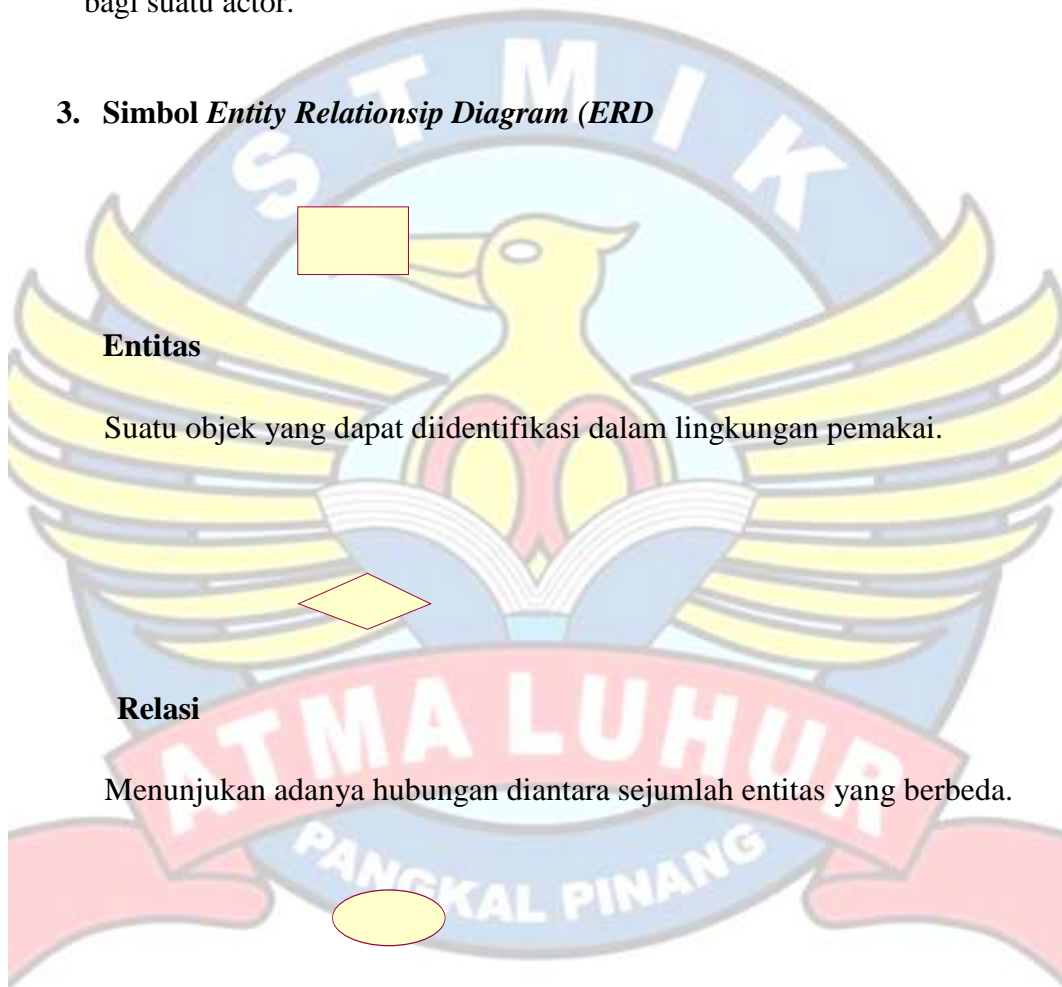 bagi suatu actor.
STMIK
3. Simbol Entity Relationsip Diagram (ERD
Entitas
Suatu objek yang dapat diidentifikasi dalam lingkungan pemakai.
Relasi
ATMA LUHUR
Menunjukan adanya hubungan diantara sejumlah entitas yang berbeda.
PANGKAL PINANG